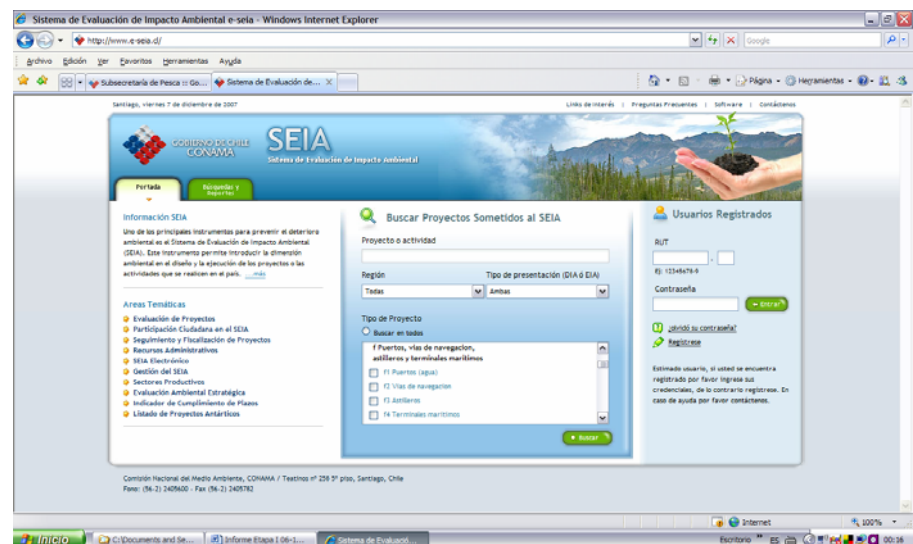 Sistema de Evaluación de Impacto Ambiental e-seia - Windows Internet Explorer
http://www.e-seia.cl/
Google
Archivo Edición Ver Favoritos Herramientas Ayuda
Subsecretaría de Pesca :: Go...
Sistema de Evaluación de...
Página
Herramientas
Santiago, viernes 7 de diciembre de 2007
Links de Interés | Preguntas Frecuentes | Software | Contáctenos
GOBIERNO DE CHILE
CONAMA
SEIA
Sistema de Evaluación de Impacto Ambiental
Portada
Búsquedas y
Reportes
Información SEIA
Uno de los principales instrumentos para prevenir el deterioro
ambiental es el Sistema de Evaluación de Impacto Ambiental
(SEIA). Este instrumento permite introducir la dimensión
ambiental en el diseño y la ejecución de los proyectos o las
actividades que se realicen en el país. ...más
Areas Temáticas
Evaluación de Proyectos
Participación Ciudadana en el SEIA
Seguimiento y Fiscalización de Proyectos
Recursos Administrativos
SEIA Electrónico
Gestión del SEIA
Sectores Productivos
Evaluación Ambiental Estratégica
Indicador de Cumplimiento de Plazos
Listado de Proyectos Antárticos
Buscar Proyectos Sometidos al SEIA
Proyecto o actividad
Región
Tipo de presentación (DIA ó EIA)
Todas
Ambas
Tipo de Proyecto
Buscar en todos
f Puertos, vías de navegacion,
astilleros y terminales marítimos
f1 Puertos (agua)
f2 Vias de navegacion
f3 Astilleros
f4 Terminales maritimos
Buscar
Usuarios Registrados
RUT
-
Ej: 12345678-9
Contraseña
Entrar
¿olvidó su contraseña?
Regístrese
Estimado usuario, si usted se encuentra
registrado por favor ingrese sus
credenciales, de lo contrario regístrese. En
caso de ayuda por favor contáctenos.
Comisión Nacional del Medio Ambiente, CONAMA / Teatinos nº 258 5º piso, Santiago, Chile
Fono: (56-2) 2405600 - Fax (56-2) 2405782
Internet
100%
Inicio
C:\Documents and Se...
Informe Etapa I 06-1...
Sistema de Evaluaci...
Escritorio
ES
00:16